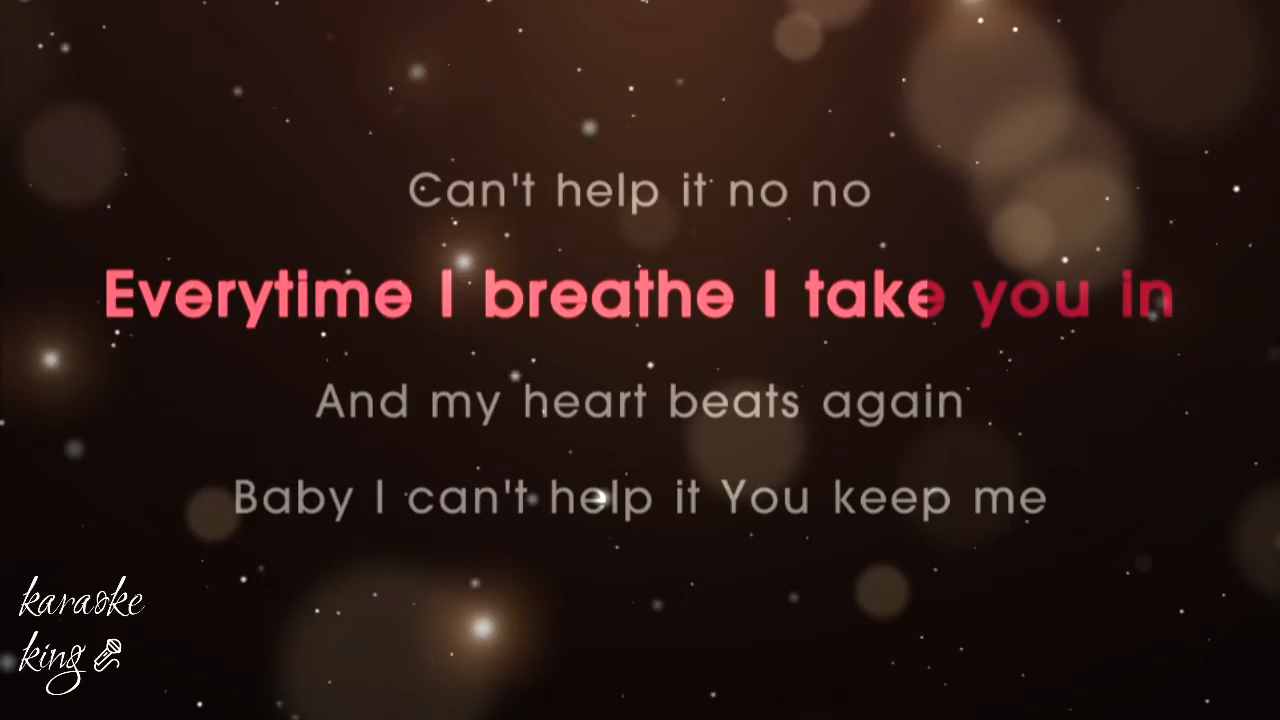 Can't help it no no
Everytime I breathe I take you in
And my heart beats again
Baby I can't help it You keep me
karaoke
king